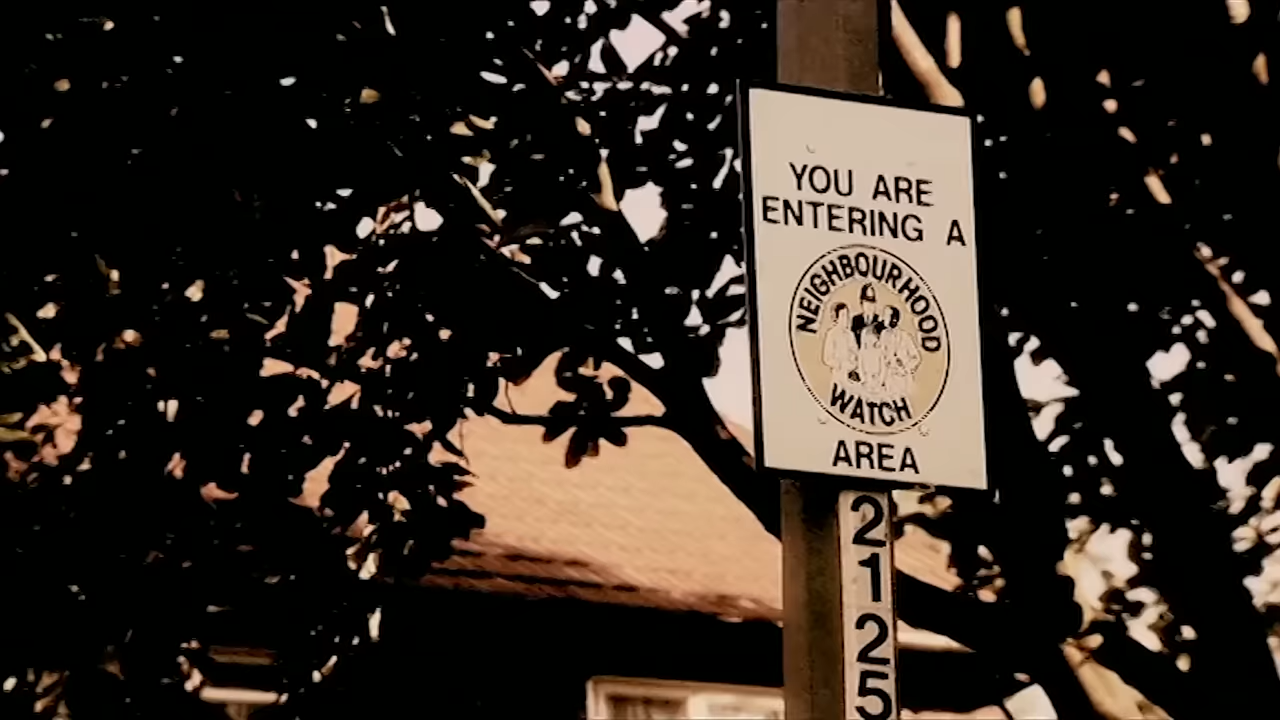 YOU ARE
ENTERING A
NEIGHBOURHOOD
WATCH
AREA
2
1
2
5